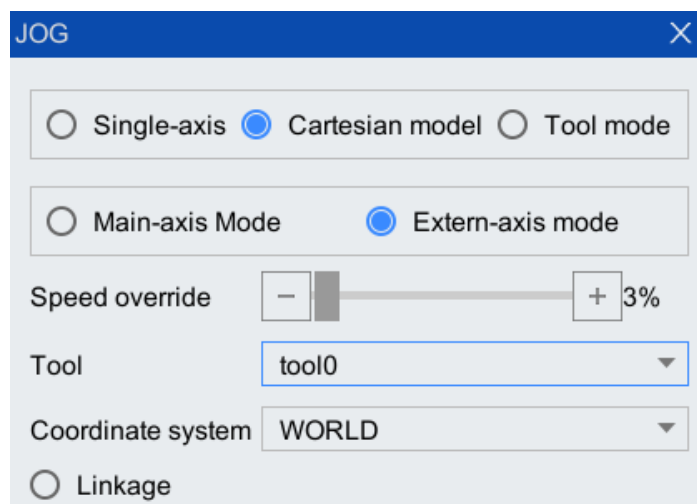 JOG
Single-axis Cartesian model Tool mode
Main-axis Mode Extern-axis mode
Speed override 3%
Tool tool0
Coordinate system WORLD
Linkage